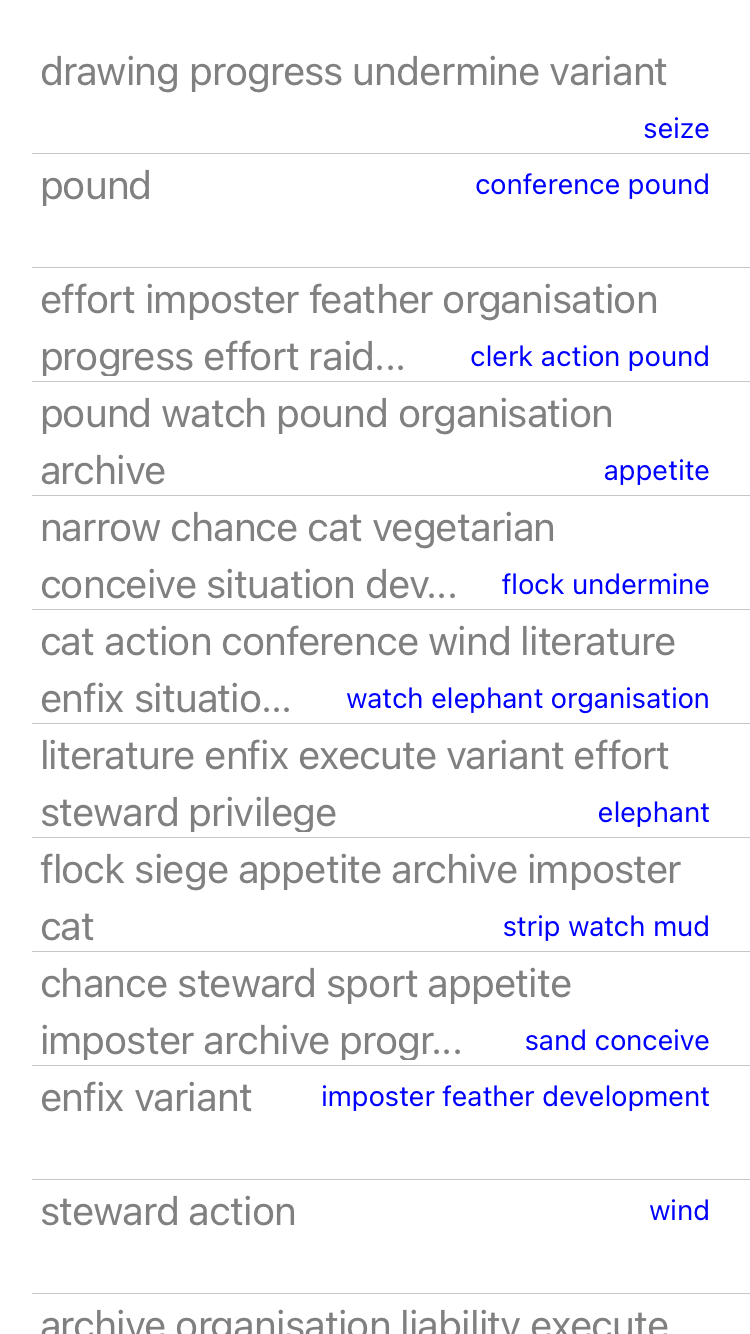 drawing progress undermine variant
seize
pound conference pound
effort imposter feather organisation
progress effort raid... clerk action pound
pound watch pound organisation
archive appetite
narrow chance cat vegetarian
conceive situation dev... flock undermine
cat action conference wind literature
enfix situatio... watch elephant organisation
literature enfix execute variant effort
steward privilege elephant
flock siege appetite archive imposter
cat strip watch mud
chance steward sport appetite
imposter archive progr... sand conceive
enfix variant imposter feather development
steward action wind
archive organisation liability execute